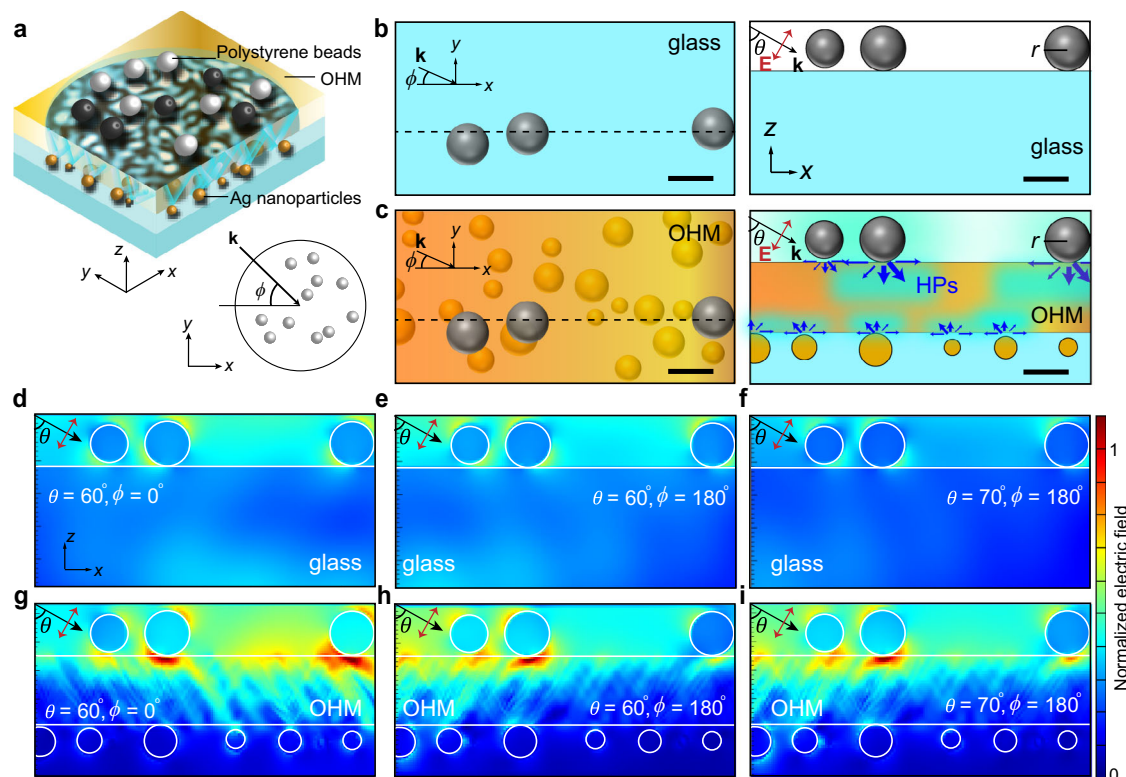 a
Polystyrene beads
OHM
Ag nanoparticles
z
y
x
k
ϕ
y
x
b
glass
k
ϕ
y
x
θ
E
k
r
z
x
glass
c
OHM
k
ϕ
y
x
θ
E
k
r
HPs
OHM
d
θ
θ = 60°, ϕ = 0°
z
x
glass
e
θ
θ = 60°, ϕ = 180°
glass
f
θ
θ = 70°, ϕ = 180°
glass
g
θ
θ = 60°, ϕ = 0°
OHM
h
θ
θ = 60°, ϕ = 180°
OHM
i
θ
θ = 70°, ϕ = 180°
OHM
1
Normalized electric field
0